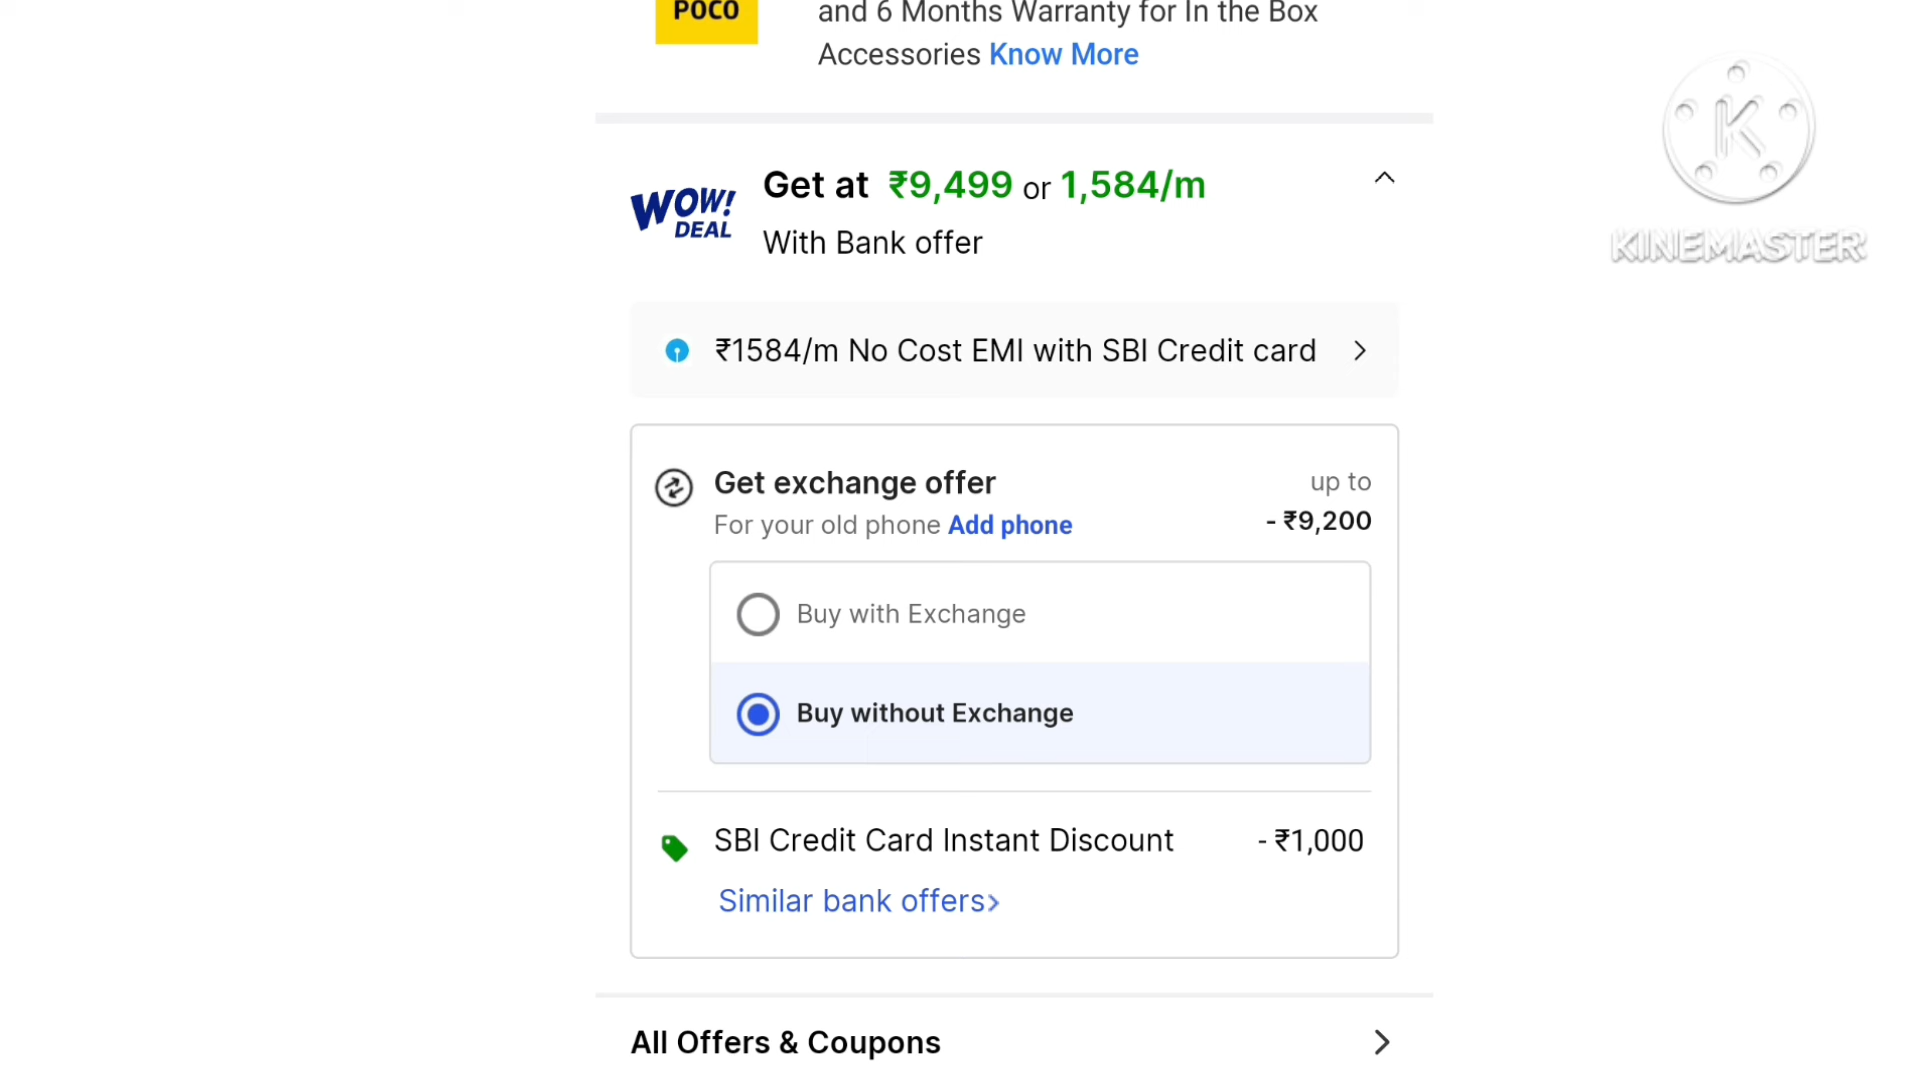 POCO
and 6 Months Warranty for In the Box
Accessories Know More
K
KINEMASTER
WOW!
DEAL
Get at ₹9,499 or 1,584/m
With Bank offer
₹1584/m No Cost EMI with SBI Credit card
Get exchange offer
up to
For your old phone Add phone
- ₹9,200
Buy with Exchange
Buy without Exchange
SBI Credit Card Instant Discount - ₹1,000
Similar bank offers
All Offers & Coupons